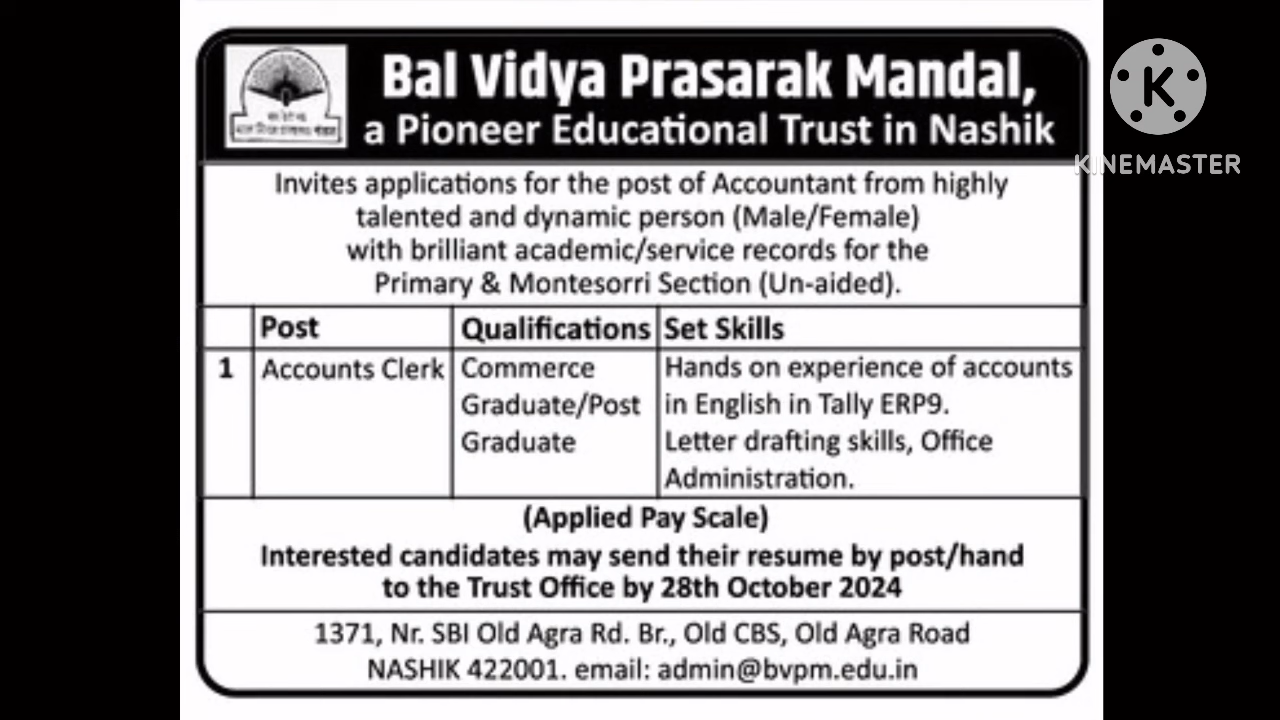 Bal Vidya Prasarak Mandal,
a Pioneer Educational Trust in Nashik
Invites applications for the post of Accountant from highly
talented and dynamic person (Male/Female)
with brilliant academic/service records for the
Primary & Montesorri Section (Un-aided).
Post Qualifications Set Skills
1 Accounts Clerk Commerce Hands on experience of accounts
Graduate/Post in English in Tally ERP9.
Graduate Letter drafting skills, Office
Administration.
(Applied Pay Scale)
Interested candidates may send their resume by post/hand
to the Trust Office by 28th October 2024
1371, Nr. SBI Old Agra Rd. Br., Old CBS, Old Agra Road
NASHIK 422001. email: admin@bvpm.edu.in
K
KINEMASTER